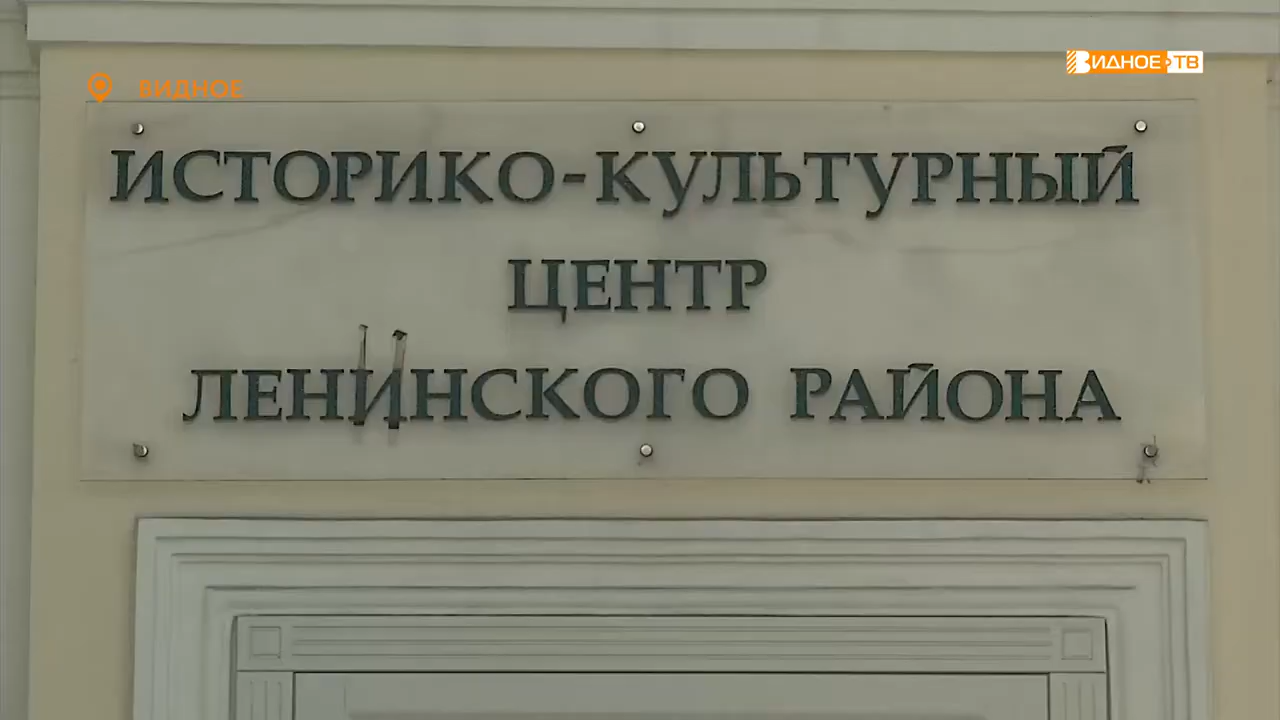 ВИДНОЕ
ВИДНОЕ ТВ
ИСТОРИКО-КУЛЬТУРНЫЙ
ЦЕНТР
ЛЕНИНСКОГО РАЙОНА